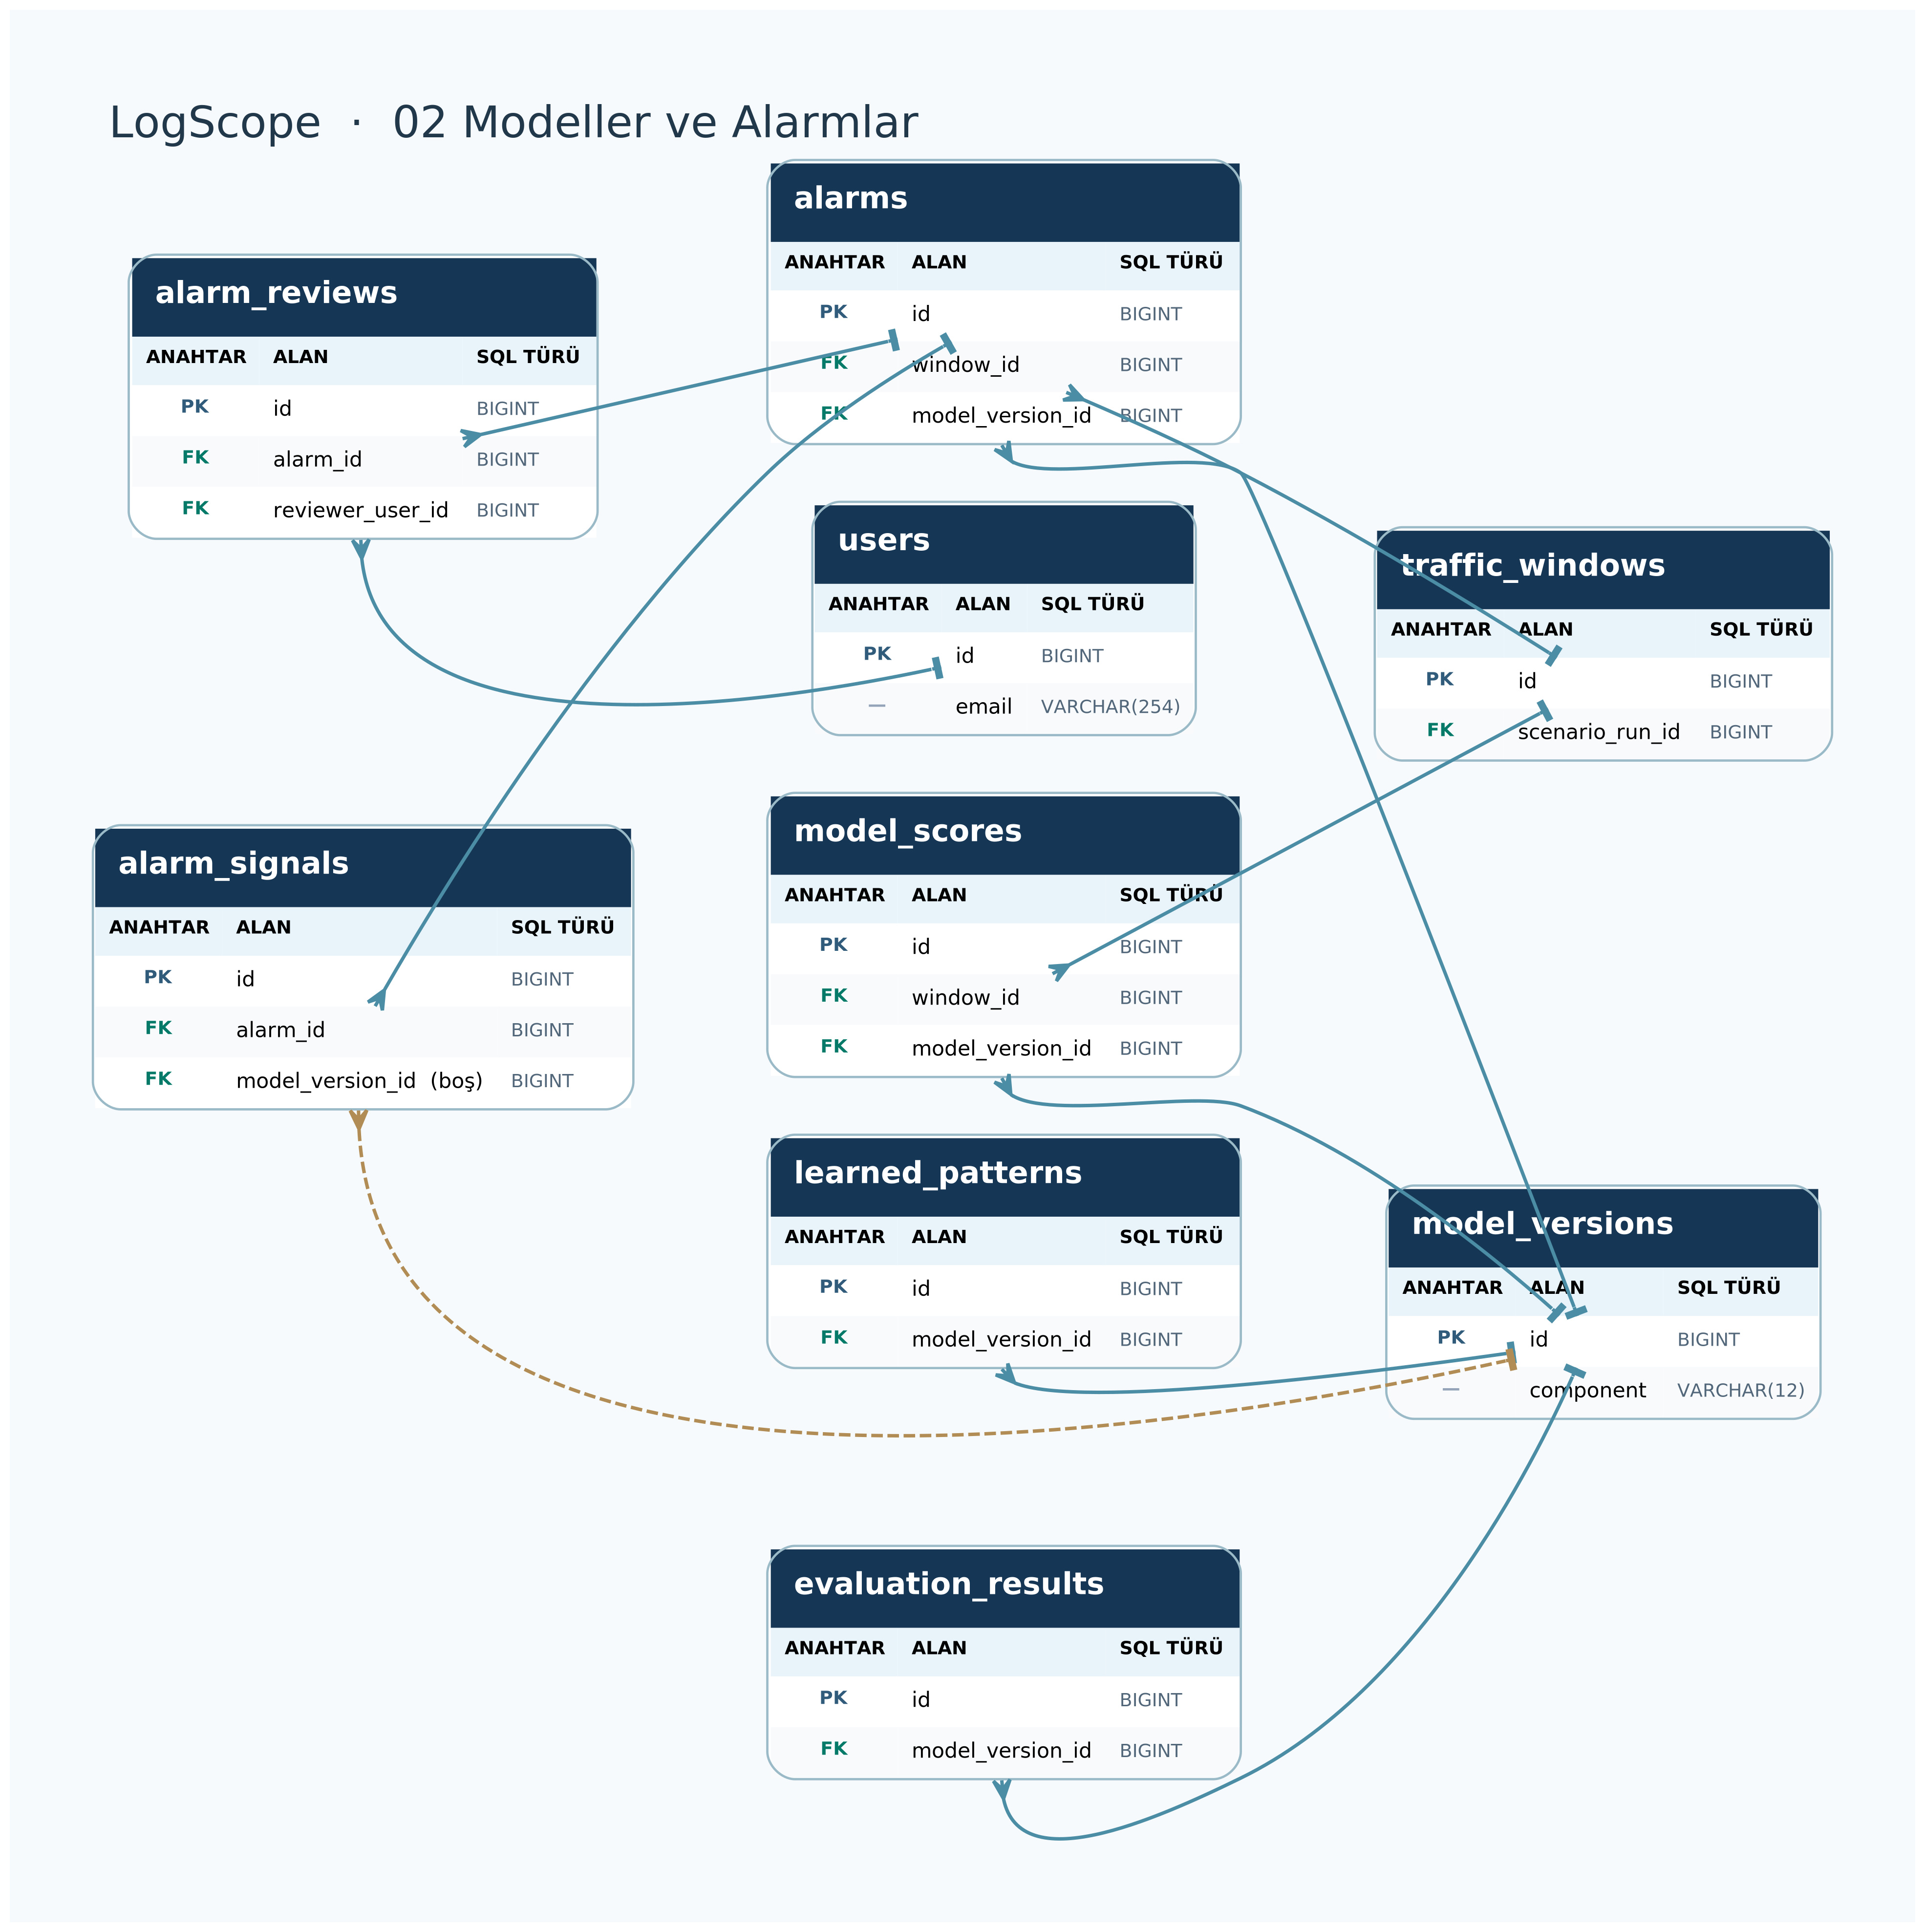 LogScope · 02 Modeller ve Alarmlar
alarms
ANAHTAR ALAN SQL TÜRÜ
PK id BIGINT
FK window_id BIGINT
FK model_version_id BIGINT
alarm_reviews
ANAHTAR ALAN SQL TÜRÜ
PK id BIGINT
FK alarm_id BIGINT
FK reviewer_user_id BIGINT
users
ANAHTAR ALAN SQL TÜRÜ
PK id BIGINT
— email VARCHAR(254)
traffic_windows
ANAHTAR ALAN SQL TÜRÜ
PK id BIGINT
FK scenario_run_id BIGINT
model_scores
ANAHTAR ALAN SQL TÜRÜ
PK id BIGINT
FK window_id BIGINT
FK model_version_id BIGINT
alarm_signals
ANAHTAR ALAN SQL TÜRÜ
PK id BIGINT
FK alarm_id BIGINT
FK model_version_id (boş) BIGINT
learned_patterns
ANAHTAR ALAN SQL TÜRÜ
PK id BIGINT
FK model_version_id BIGINT
model_versions
ANAHTAR ALAN SQL TÜRÜ
PK id BIGINT
— component VARCHAR(12)
evaluation_results
ANAHTAR ALAN SQL TÜRÜ
PK id BIGINT
FK model_version_id BIGINT